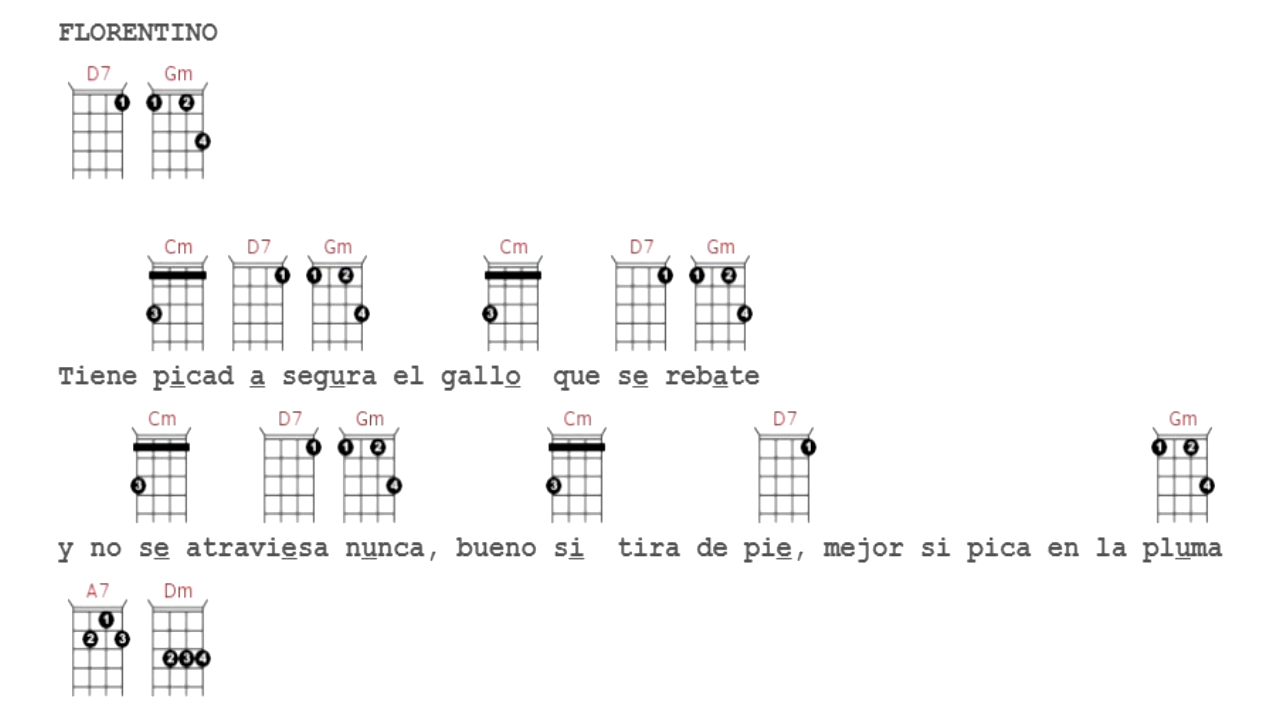 FLORENTINO
D7 Gm
Cm D7 Gm Cm D7 Gm
Tiene picad a segura el gallo que se rebate
Cm D7 Gm Cm D7 Gm
y no se atraviesa nunca, bueno si tira de pie, mejor si pica en la pluma
A7 Dm